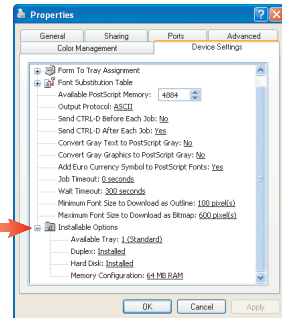 Properties
General Sharing Ports Advanced
Color Management Device Settings
Form To Tray Assignment
Font Substitution Table
Available PostScript Memory: 4884
Output Protocol: ASCII
Send CTRL-D Before Each Job: No
Send CTRL-D After Each Job: Yes
Convert Gray Text to PostScript Gray: No
Convert Gray Graphics to PostScript Gray: No
Add Euro Currency Symbol to PostScript Fonts: Yes
Job Timeout: 0 seconds
Wait Timeout: 300 seconds
Minimum Font Size to Download as Outline: 100 pixel(s)
Maximum Font Size to Download as Bitmap: 600 pixel(s)
Installable Options
Available Tray: 1 (Standard)
Duplex: Installed
Hard Disk: Installed
Memory Configuration: 64 MB RAM
OK Cancel Apply